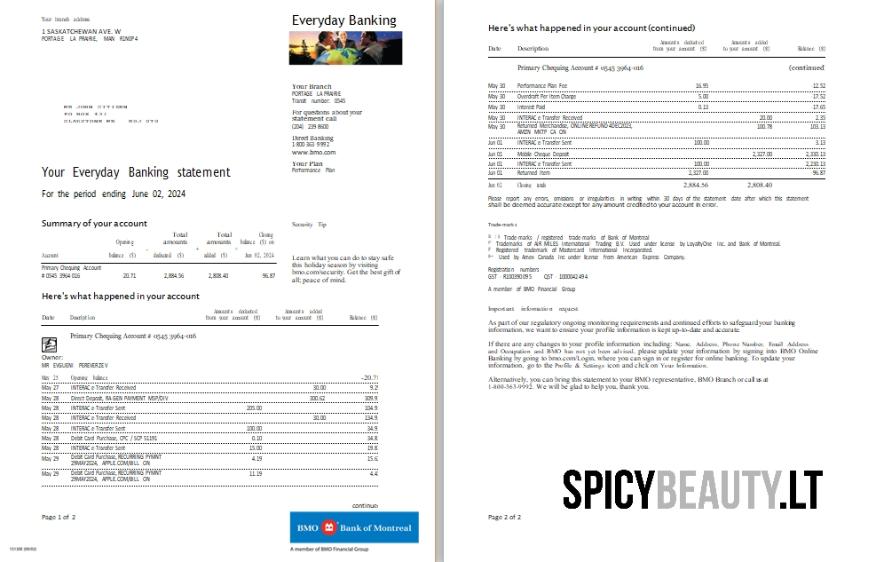 Your branch address
1 SASKATCHEWAN AVE. W
PORTAGE LA PRAIRIE, MAN R1N0P4
MR JOHN CITIZEN
PO BOX 431
GLADSTONE MB R0J 0T0
Everyday Banking
Your Branch
PORTAGE LA PRAIRIE
Transit number: 0545
For questions about your
statement call
(204) 239 8600
Direct Banking
1 800 363 9992
www.bmo.com
Your Plan
Performance Plan
Your Everyday Banking statement
For the period ending June 02, 2024
Summary of your account
Account Opening balance ($) Total amounts deducted ($) Total amounts added ($) Closing balance ($) on Jun 02, 2024
Primary Chequing Account
# 0545 3964 016 20.71 2,884.56 2,808.40 96.87
Security Tip
Learn what you can do to stay safe
this holiday season by visiting
bmo.com/security. Get the best gift of
all; peace of mind.
Here's what happened in your account
Date Description Amounts deducted from your account ($) Amounts added to your account ($) Balance ($)
Primary Chequing Account # 0545 3964-016
Owner:
MR EVGUENI PEREVERZEV
Opening balance -20.7
May 27 INTERAC e-Transfer Received 30.00 9.2
May 28 Direct Deposit, 300.62 309.9
May 28 INTERAC e-Transfer Sent 205.00 104.9
May 28 INTERAC e-Transfer Received 30.00 134.9
May 28 INTERAC e-Transfer Sent 100.00 34.9
May 28 Debit Card Purchase, CPC / SCP 51191 0.10 34.8
May 28 INTERAC e-Transfer Sent 15.00 19.8
May 29 Debit Card Purchase, RECURRING PYMNT 4.19 15.6
29MAY2024, APPLE.COM/BILL ON
May 29 Debit Card Purchase, RECURRING PYMNT 11.19 4.4
29MAY2024, APPLE.COM/BILL ON
continue
Page 1 of 2
BMO Bank of Montreal
A member of BMO Financial Group
Here's what happened in your account (continued)
Date Description Amounts deducted from your account ($) Amounts added to your account ($) Balance ($)
Primary Chequing Account # 0545 3964-016 (continued
May 30 Performance Plan Fee 16.95 12.52
May 30 Overdraft Per Item Charge 5.00 17.52
May 30 Interest Paid 0.13 17.65
May 30 INTERAC e-Transfer Received 20.00 2.35
May 30 Returned Merchandise, ONLINE REFUND 4DEC2023, 100.78 103.13
AMZN MKTP CA ON
Jun 01 INTERAC e-Transfer Sent 100.00 3.13
Jun 01 Mobile Cheque Deposit 2,327.00 2,330.13
Jun 01 INTERAC e-Transfer Sent 100.00 2,230.13
Jun 01 Returned Item 2,327.00 96.87
Jun 02 Closing totals 2,884.56 2,808.40
Please report any errors, omissions or irregularities in writing within 30 days of the statement date after which this statement
shall be deemed accurate except for any amount credited to your account in error.
Trademarks
Trade marks / registered trade marks of Bank of Montreal
Trademarks of AIR MILES International Trading B.V. Used under license by LoyaltyOne Inc. and Bank of Montreal.
Registered trademark of Mastercard International Incorporated.
Used by Amex Canada Inc under license from American Express Company.
Registration numbers
GST - R100390095 QST - 1000042494
A member of BMO Financial Group
Important information request
As part of our regulatory ongoing monitoring requirements and continued efforts to safeguard your banking
information, we want to ensure your profile information is kept up-to-date and accurate.
If there are any changes to your profile information including: Name, Address, Phone Number, Email Address
and Occupation and BMO has not yet been advised, please update your information by signing into BMO Online
Banking by going to bmo.com/Login, where you can sign in or register for online banking. To update your
information, go to the Profile & Settings icon and click on Your Information.
Alternatively, you can bring this statement to your BMO representative, BMO Branch or call us at
1-800-363-9992. We will be glad to help you, thank you.
SPICYBEAUTY.LT
Page 2 of 2